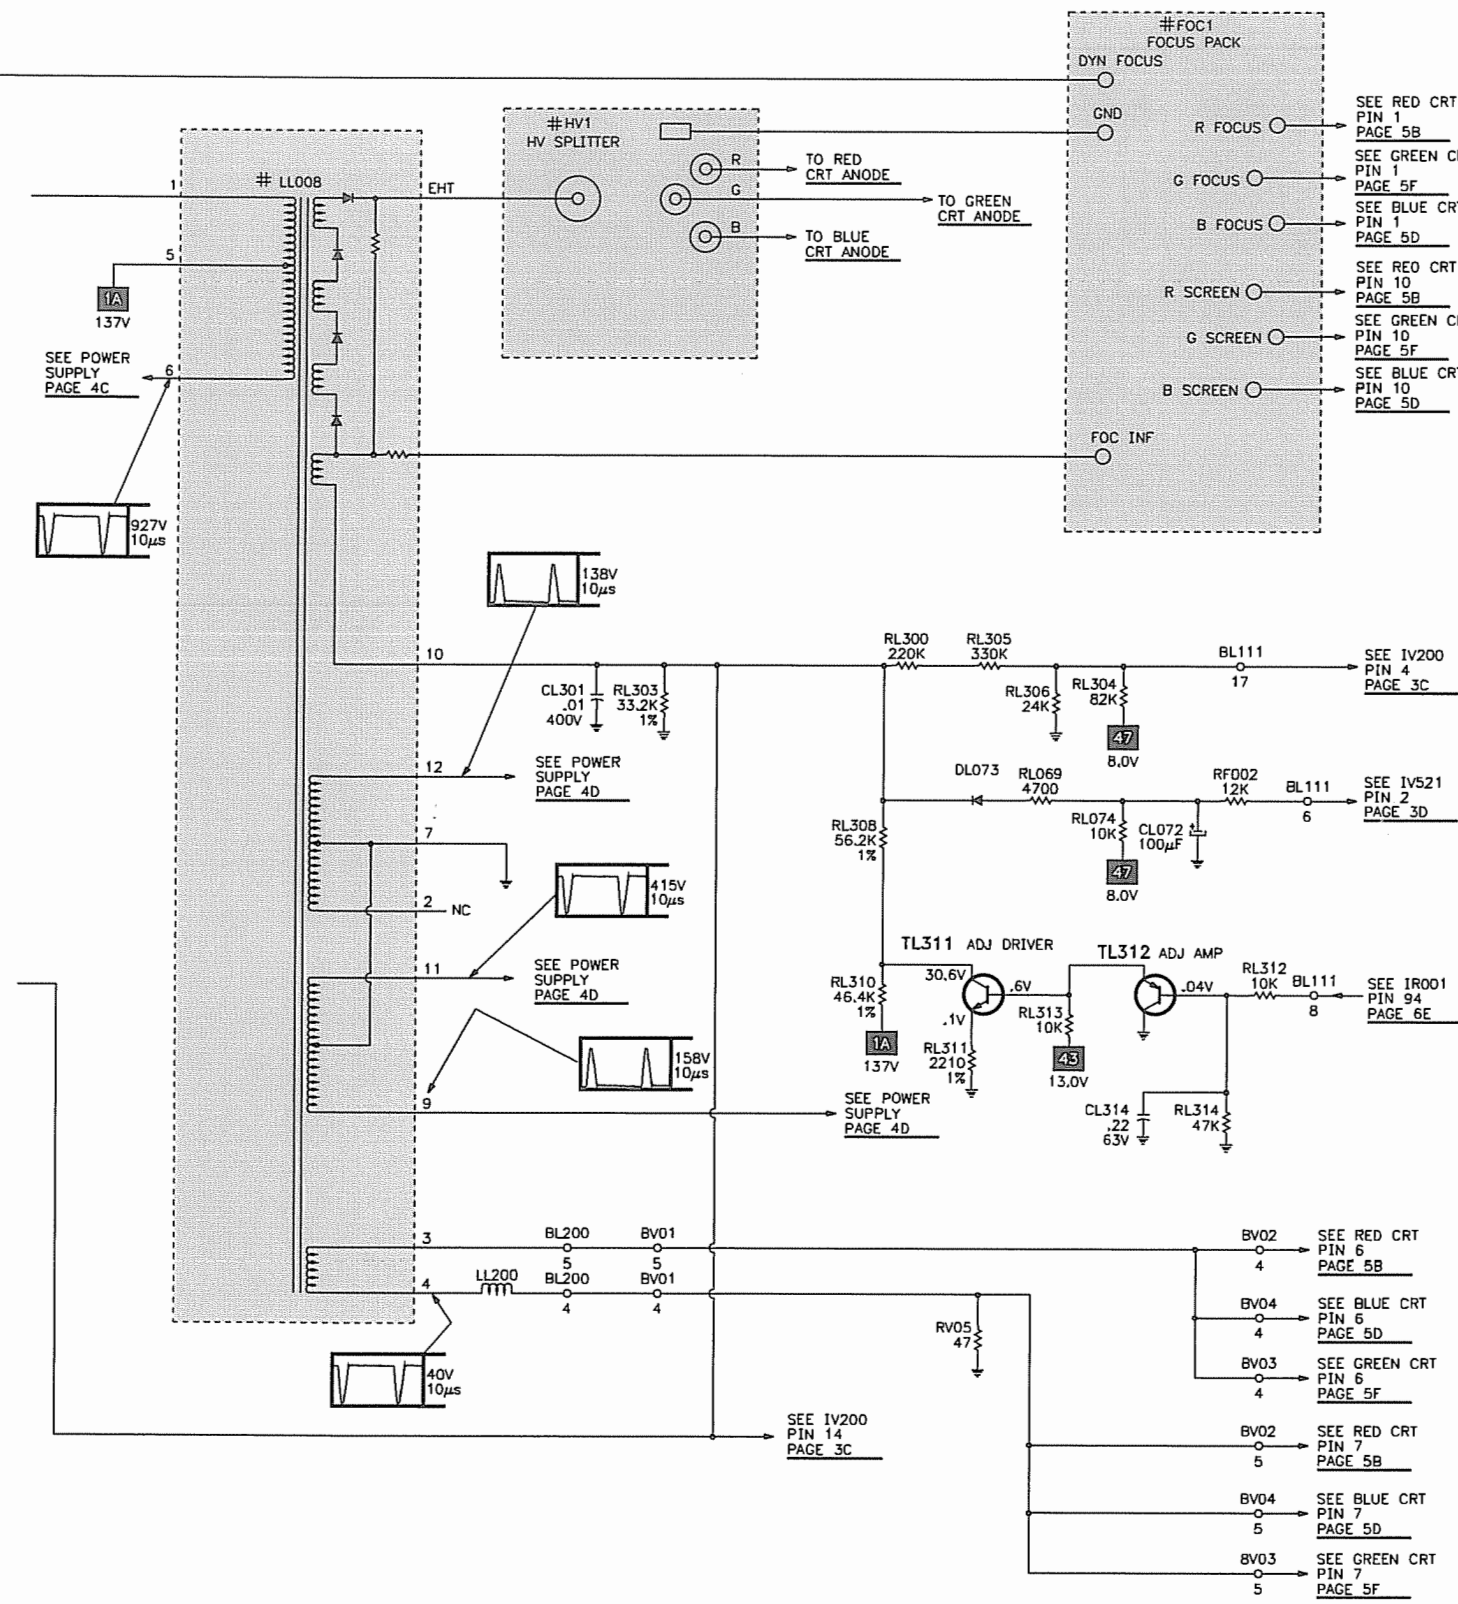 #FOC1
FOCUS PACK
DYN FOCUS
GND
R FOCUS
SEE RED CRT
PIN 1
PAGE 5B
G FOCUS
SEE GREEN
PIN 1
PAGE 5F
B FOCUS
SEE BLUE CRT
PIN 1
PAGE 5D
R SCREEN
SEE REO CRT
PIN 10
PAGE 5B
G SCREEN
SEE GREEN
PIN 10
PAGE 5F
B SCREEN
SEE BLUE CRT
PIN 10
PAGE 5D
FOC INF
#HV1
HV SPLITTER
R
TO RED
CRT ANODE
G
TO GREEN
CRT ANODE
B
TO BLUE
CRT ANODE
# LL008
EHT
1
5
1A
137V
SEE POWER
SUPPLY
PAGE 4C
6
927V
10µs
138V
10µs
10
CL301
.01
400V
RL303
33.2K
1%
RL300
220K
RL305
330K
RL306
24K
RL304
82K
47
8.0V
BL111
17
SEE IV200
PIN 4
PAGE 3C
12
SEE POWER
SUPPLY
PAGE 4D
7
2
NC
DL073
RL069
4700
RL074
10K
47
8.0V
CL072
100µF
RF002
12K
BL111
6
SEE IV521
PIN 2
PAGE 3D
RL308
56.2K
1%
415V
10µs
11
SEE POWER
SUPPLY
PAGE 4D
158V
10µs
9
SEE POWER
SUPPLY
PAGE 4D
TL311 ADJ DRIVER
30.6V
.6V
.1V
RL310
46.4K
1%
1A
137V
RL311
2210
1%
RL313
10K
43
13.0V
TL312 ADJ AMP
.04V
RL312
10K
BL111
8
SEE IR001
PIN 94
PAGE 6E
CL314
.22
63V
RL314
47K
3
BL200
5
BV01
5
4
LL200
BL200
4
BV01
4
40V
10µs
RV05
47
SEE IV200
PIN 14
PAGE 3C
BV02
4
SEE RED CRT
PIN 6
PAGE 5B
BV04
4
SEE BLUE CRT
PIN 6
PAGE 5D
BV03
4
SEE GREEN CRT
PIN 6
PAGE 5F
BV02
5
SEE RED CRT
PIN 7
PAGE 5B
BV04
5
SEE BLUE CRT
PIN 7
PAGE 5D
8V03
5
SEE GREEN CRT
PIN 7
PAGE 5F